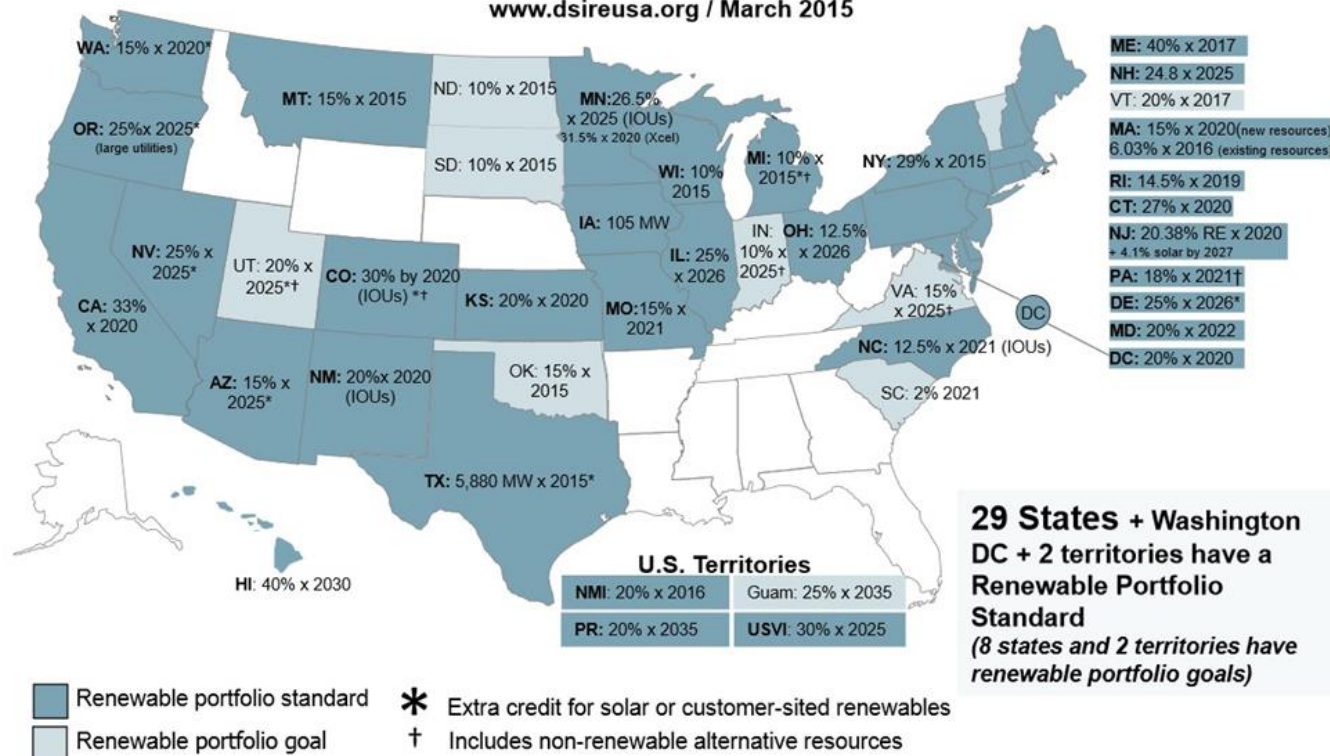 www.dsireusa.org / March 2015
WA: 15% x 2020*
MT: 15% x 2015
ND: 10% x 2015
MN:26.5%
x 2025 (IOUs)
31.5% x 2020 (Xcel)
OR: 25%x 2025*
(large utilities)
SD: 10% x 2015
WI: 10%
2015
MI: 10% x
2015*†
NY: 29% x 2015
ME: 40% x 2017
NH: 24.8 x 2025
VT: 20% x 2017
MA: 15% x 2020(new resources)
6.03% x 2016 (existing resources)
RI: 14.5% x 2019
CT: 27% x 2020
NJ: 20.38% RE x 2020
+ 4.1% solar by 2027
PA: 18% x 2021†
DE: 25% x 2026*
MD: 20% x 2022
DC: 20% x 2020
DC
NV: 25% x
2025*
UT: 20% x
2025*†
CO: 30% by 2020
(IOUs) *†
IA: 105 MW
IL: 25%
x 2026
IN:
10% x
2025†
OH: 12.5%
x 2026
CA: 33%
x 2020
KS: 20% x 2020
MO:15% x
2021
VA: 15%
x 2025†
NC: 12.5% x 2021 (IOUs)
AZ: 15% x
2025*
NM: 20%x 2020
(IOUs)
OK: 15% x
2015
SC: 2% 2021
TX: 5,880 MW x 2015*
HI: 40% x 2030
U.S. Territories
NMI: 20% x 2016
Guam: 25% x 2035
PR: 20% x 2035
USVI: 30% x 2025
29 States + Washington
DC + 2 territories have a
Renewable Portfolio
Standard
(8 states and 2 territories have
renewable portfolio goals)
Renewable portfolio standard
* Extra credit for solar or customer-sited renewables
Renewable portfolio goal
† Includes non-renewable alternative resources